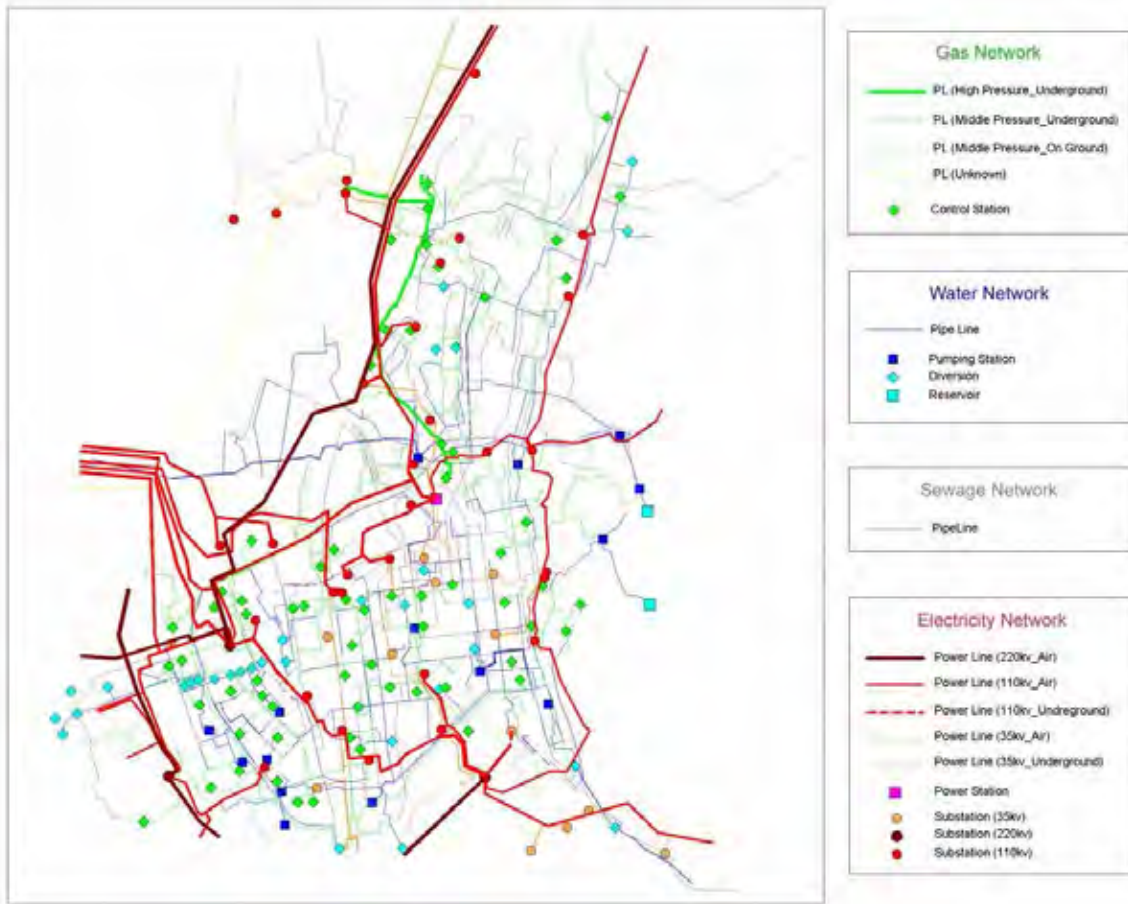 Gas Network
PL (High Pressure_Underground)
PL (Middle Pressure_Underground)
PL (Middle Pressure_On Ground)
PL (Unknown)
Control Station
Water Network
Pipe Line
Pumping Station
Diversion
Reservoir
Sewage Network
PipeLine
Electricity Network
Power Line (220kv_Air)
Power Line (110kv_Air)
Power Line (110kv_Undreground)
Power Line (35kv_Air)
Power Line (35kv_Underground)
Power Station
Substation (35kv)
Substation (220kv)
Substation (110kv)